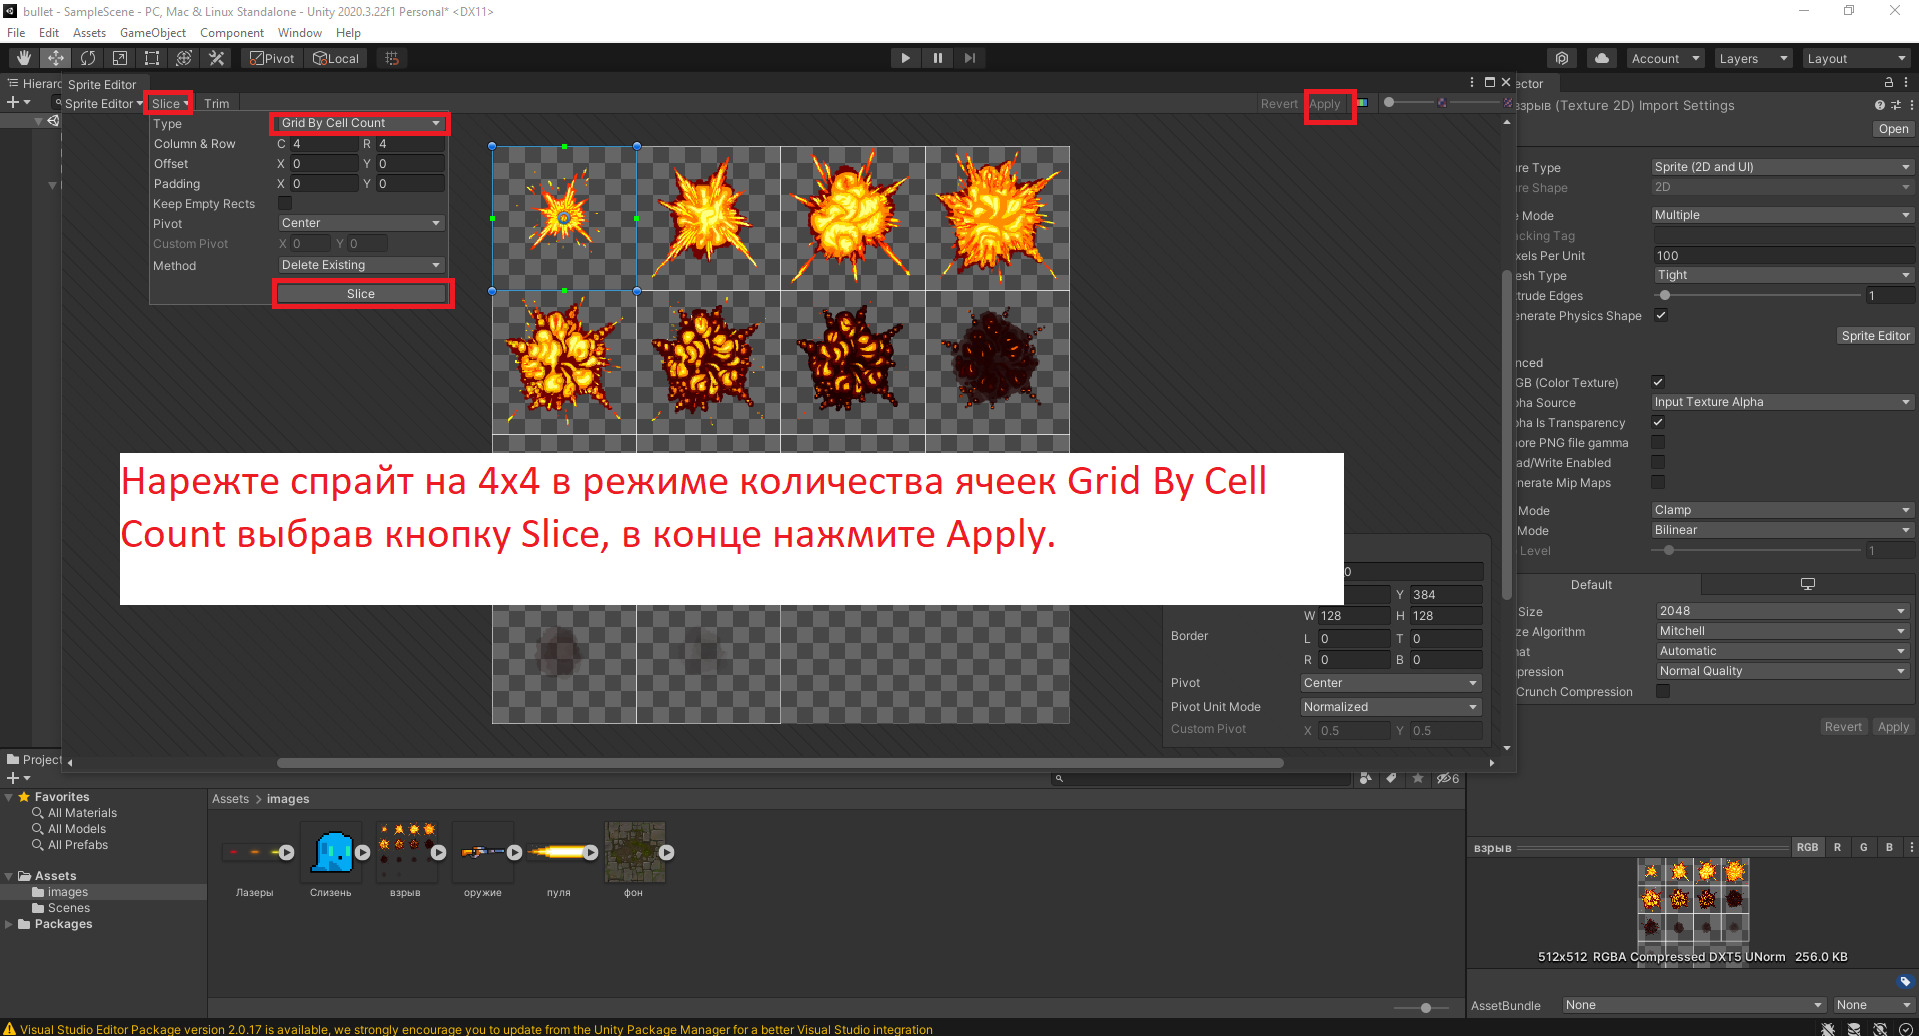 bullet - SampleScene - PC, Mac & Linux Standalone - Unity 2020.3.22f1 Personal* <DX11>
File Edit Assets GameObject Component Window Help
Pivot Local Account Layers Layout
Hierarc Sprite Editor ector
Sprite Editor Slice Trim Revert Apply
взрыв (Texture 2D) Import Settings
Open
Type Grid By Cell Count
Column & Row C 4 R 4
Offset X 0 Y 0
Padding X 0 Y 0
Keep Empty Rects
Pivot Center
Custom Pivot X 0 Y 0
Method Delete Existing
Slice
ure Type Sprite (2D and UI)
ure Shape 2D
e Mode Multiple
cking Tag
xels Per Unit 100
esh Type Tight
xtrude Edges 1
enerate Physics Shape
Sprite Editor
nced
GB (Color Texture)
pha Source Input Texture Alpha
pha Is Transparency
nore PNG file gamma
ad/Write Enabled
enerate Mip Maps
Mode Clamp
Mode Bilinear
Level 1
Default
Size 2048
ze Algorithm Mitchell
at Automatic
pression Normal Quality
Crunch Compression
Revert Apply
Нарежте спрайт на 4х4 в режиме количества ячеек Grid By Cell
Count выбрав кнопку Slice, в конце нажмите Apply.
0
Y 384
W 128 H 128
Border L 0 T 0
R 0 B 0
Pivot Center
Pivot Unit Mode Normalized
Custom Pivot X 0.5 Y 0.5
Project
6
Favorites
All Materials
All Models
All Prefabs
Assets
images
Scenes
Packages
Assets > images
Лазеры Слизень взрыв оружие пуля фон
взрыв RGB R G B
512x512 RGBA Compressed DXT5 UNorm 256.0 KB
AssetBundle None None
Visual Studio Editor Package version 2.0.17 is available, we strongly encourage you to update from the Unity Package Manager for a better Visual Studio integration